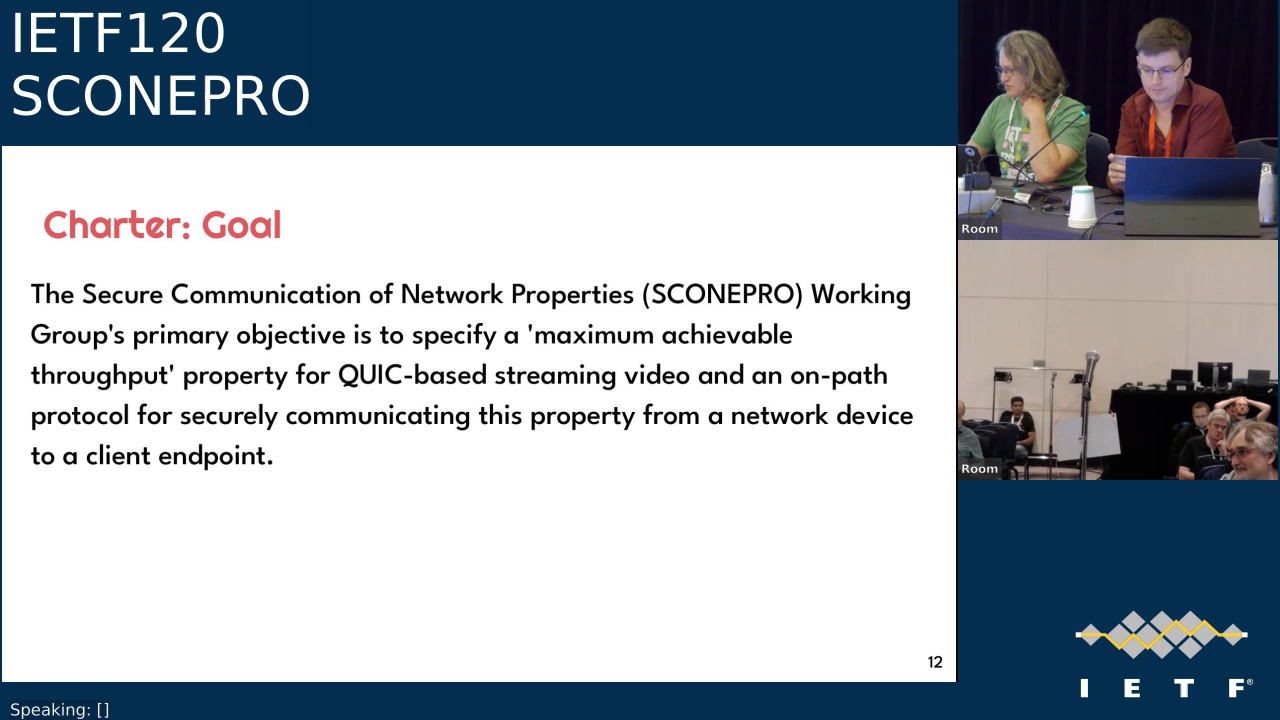 IETF120
SCONEPRO
Charter: Goal
The Secure Communication of Network Properties (SCONEPRO) Working
Group's primary objective is to specify a 'maximum achievable
throughput' property for QUIC-based streaming video and an on-path
protocol for securely communicating this property from a network device
to a client endpoint.
12
Room
Room
I E T F®
Speaking: []